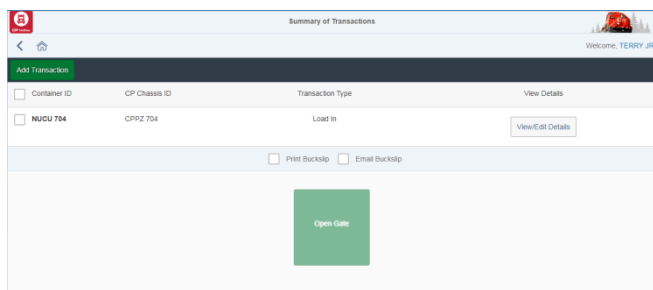 Summary of Transactions
Welcome, TERRY JR
Add Transaction
Container ID CP Chassis ID Transaction Type View Details
NUCU 704 CPPZ 704 Load In View/Edit Details
Print Buckslip Email Buckslip
Open Gate